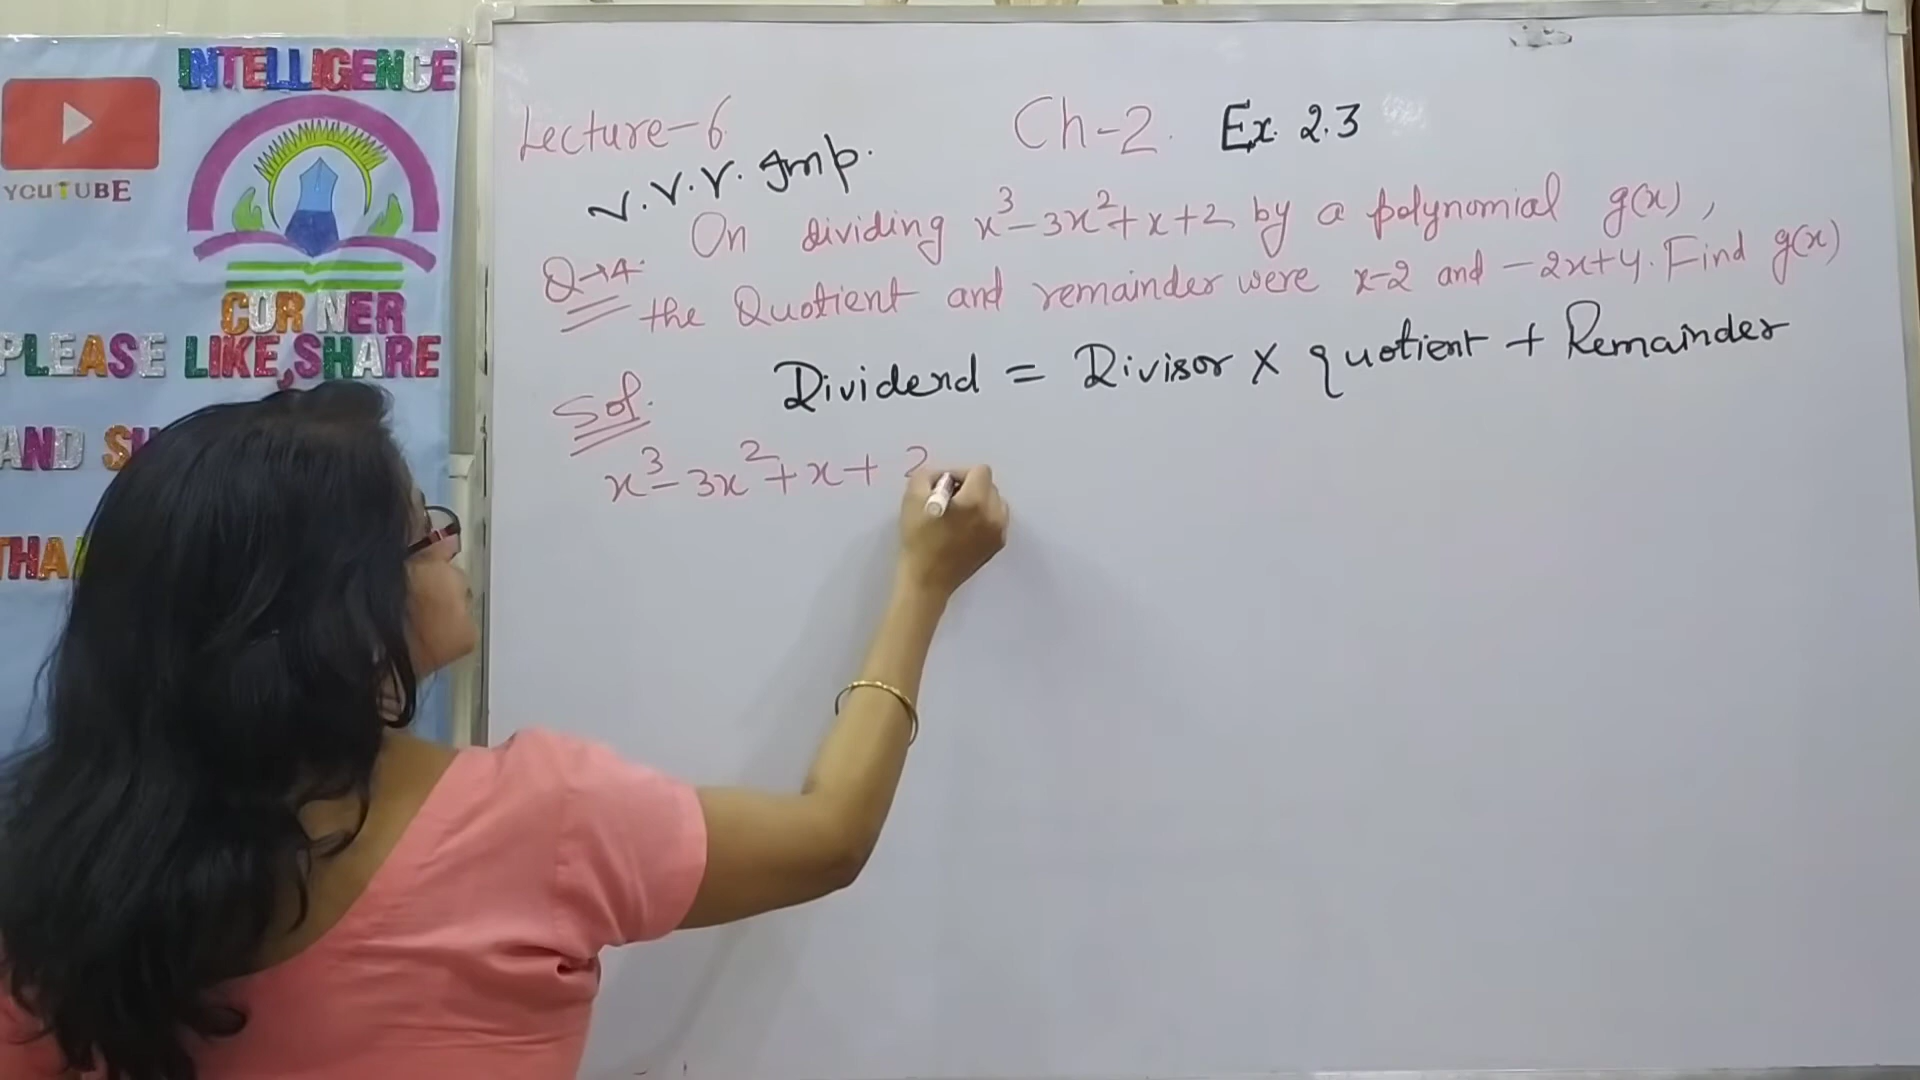 INTELLIGENCE
YOUTUBE
CORNER
PLEASE LIKE, SHARE
AND
Lecture-6
Ch-2. Ex. 2.3
V.V.V. Imp.
Q→4. On dividing x³-3x²+x+2 by a polynomial g(x),
the Quotient and remainder were x-2 and -2x+4. Find g(x)
Sol. Dividend = Divisor × quotient + Remainder
x³-3x²+x+2